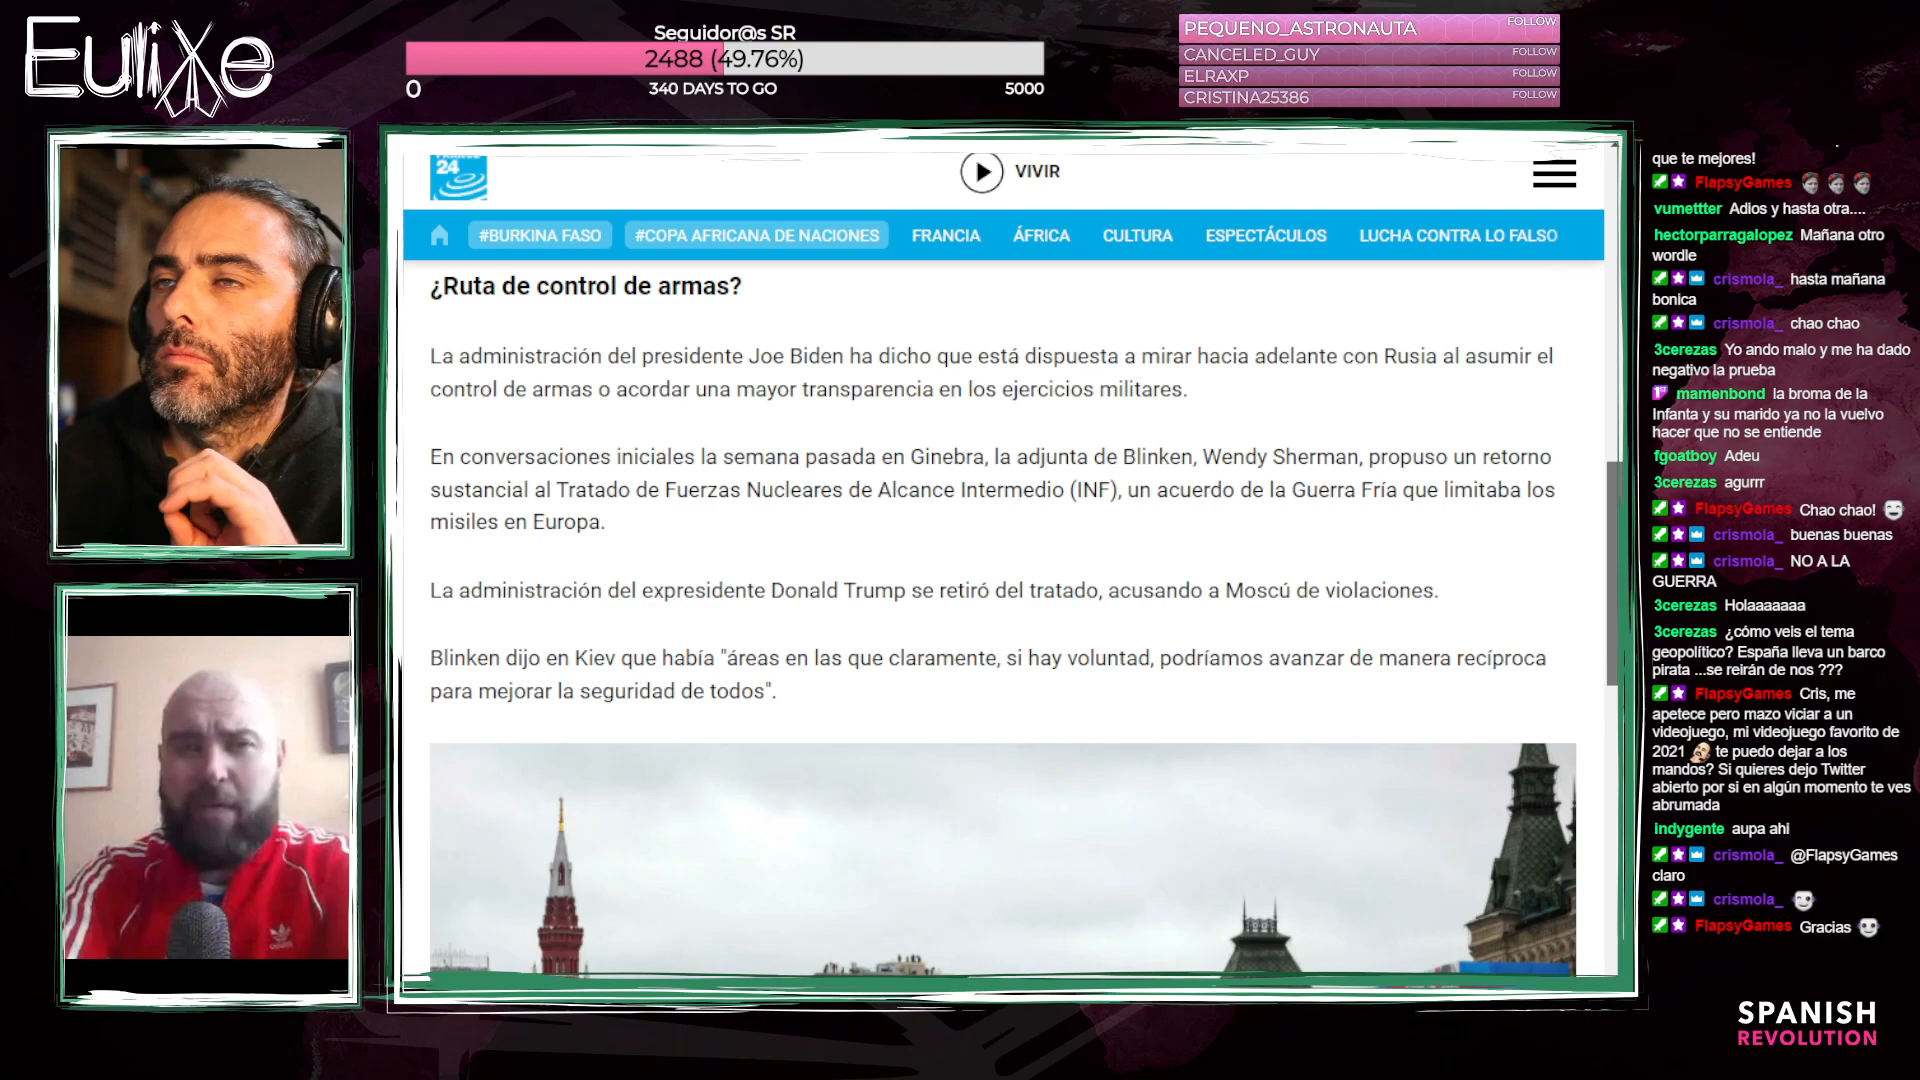 Eurixe
Seguidor@s SR
2488 (49.76%)
0
340 DAYS TO GO
5000
PEQUENO_ASTRONAUTA FOLLOW
CANCELED_GUY FOLLOW
ELRAXP FOLLOW
CRISTINA25386 FOLLOW
24
VIVIR
#BURKINA FASO #COPA AFRICANA DE NACIONES FRANCIA ÁFRICA CULTURA ESPECTÁCULOS LUCHA CONTRA LO FALSO
¿Ruta de control de armas?
La administración del presidente Joe Biden ha dicho que está dispuesta a mirar hacia adelante con Rusia al asumir el
control de armas o acordar una mayor transparencia en los ejercicios militares.
En conversaciones iniciales la semana pasada en Ginebra, la adjunta de Blinken, Wendy Sherman, propuso un retorno
sustancial al Tratado de Fuerzas Nucleares de Alcance Intermedio (INF), un acuerdo de la Guerra Fría que limitaba los
misiles en Europa.
La administración del expresidente Donald Trump se retiró del tratado, acusando a Moscú de violaciones.
Blinken dijo en Kiev que había "áreas en las que claramente, si hay voluntad, podríamos avanzar de manera recíproca
para mejorar la seguridad de todos".
que te mejores!
FlapsyGames
vumettter Adios y hasta otra....
hectorparragalopez Mañana otro
wordle
crismola_ hasta mañana
bonica
crismola_ chao chao
3cerezas Yo ando malo y me ha dado
negativo la prueba
mamenbond la broma de la
Infanta y su marido ya no la vuelvo
hacer que no se entiende
fgoatboy Adeu
3cerezas agurrr
FlapsyGames Chao chao!
crismola_ buenas buenas
crismola_ NO A LA
GUERRA
3cerezas Holaaaaaaa
3cerezas ¿cómo veis el tema
geopolítico? España lleva un barco
pirata ...se reirán de nos ???
FlapsyGames Cris, me
apetece pero mazo viciar a un
videojuego, mi videojuego favorito de
2021 te puedo dejar a los
mandos? Si quieres dejo Twitter
abierto por si en algún momento te ves
abrumada
indygente aupa ahi
crismola_ @FlapsyGames
claro
crismola_
FlapsyGames Gracias
adidas
SPANISH
REVOLUTION